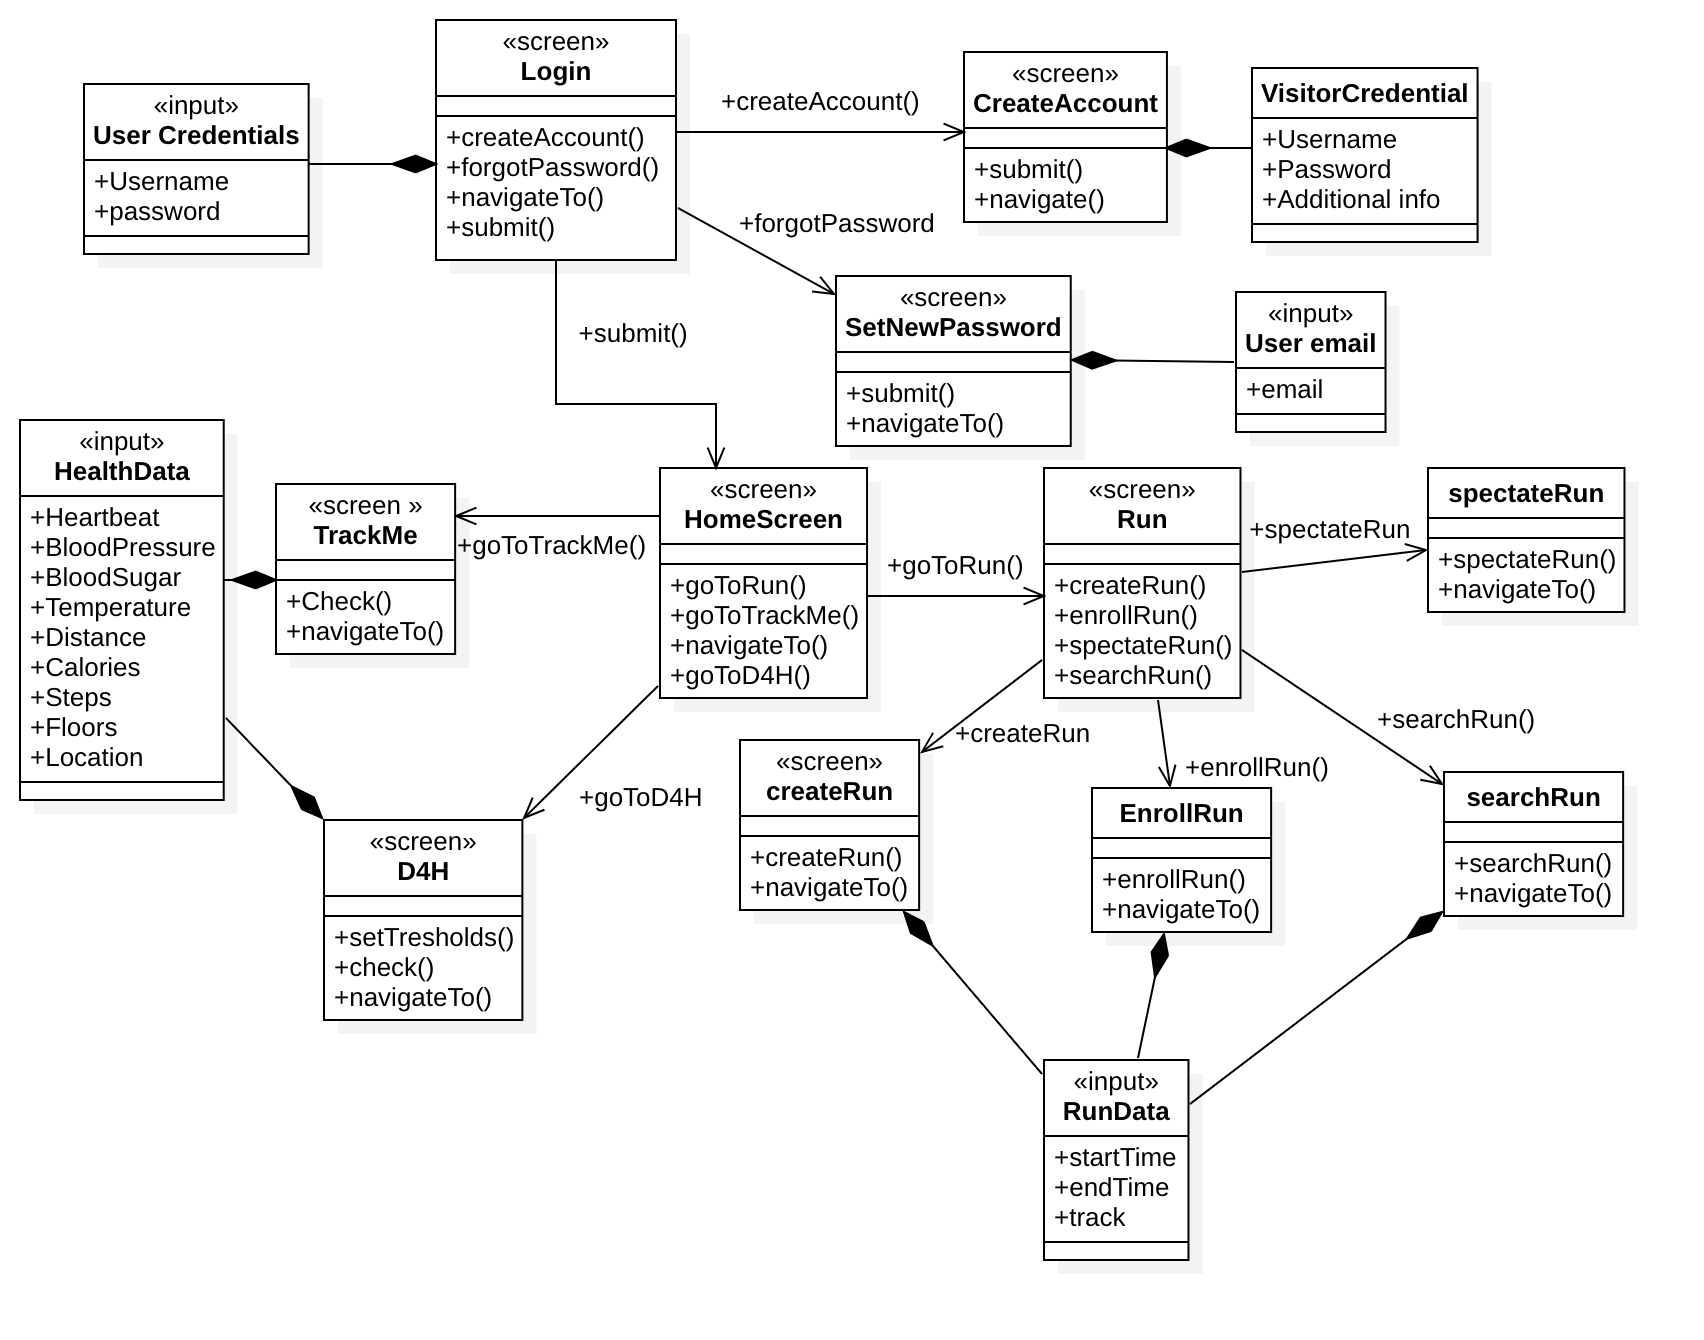 «screen»
Login
+createAccount()
+forgotPassword()
+navigateTo()
+submit()
«input»
User Credentials
+Username
+password
+createAccount()
«screen»
CreateAccount
+submit()
+navigate()
VisitorCredential
+Username
+Password
+Additional info
+forgotPassword
«screen»
SetNewPassword
+submit()
+navigateTo()
«input»
User email
+email
+submit()
«input»
HealthData
+Heartbeat
+BloodPressure
+BloodSugar
+Temperature
+Distance
+Calories
+Steps
+Floors
+Location
«screen »
TrackMe
+Check()
+navigateTo()
+goToTrackMe()
«screen»
HomeScreen
+goToRun()
+goToTrackMe()
+navigateTo()
+goToD4H()
+goToRun()
«screen»
Run
+createRun()
+enrollRun()
+spectateRun()
+searchRun()
+spectateRun
spectateRun
+spectateRun()
+navigateTo()
+searchRun()
+createRun
+enrollRun()
+goToD4H
«screen»
D4H
+setTresholds()
+check()
+navigateTo()
«screen»
createRun
+createRun()
+navigateTo()
EnrollRun
+enrollRun()
+navigateTo()
searchRun
+searchRun()
+navigateTo()
«input»
RunData
+startTime
+endTime
+track